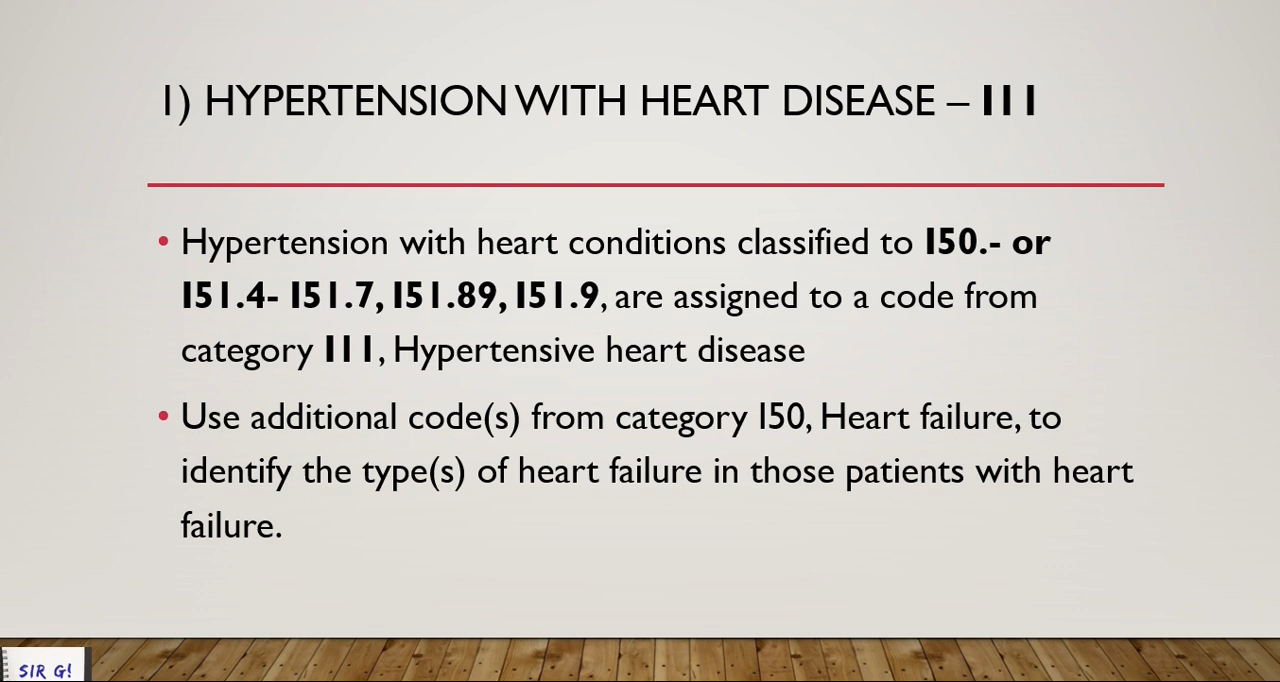 1) HYPERTENSION WITH HEART DISEASE – I11
• Hypertension with heart conditions classified to I50.- or
I51.4- I51.7, I51.89, I51.9, are assigned to a code from
category I11, Hypertensive heart disease
• Use additional code(s) from category I50, Heart failure, to
identify the type(s) of heart failure in those patients with heart
failure.
SIR G!